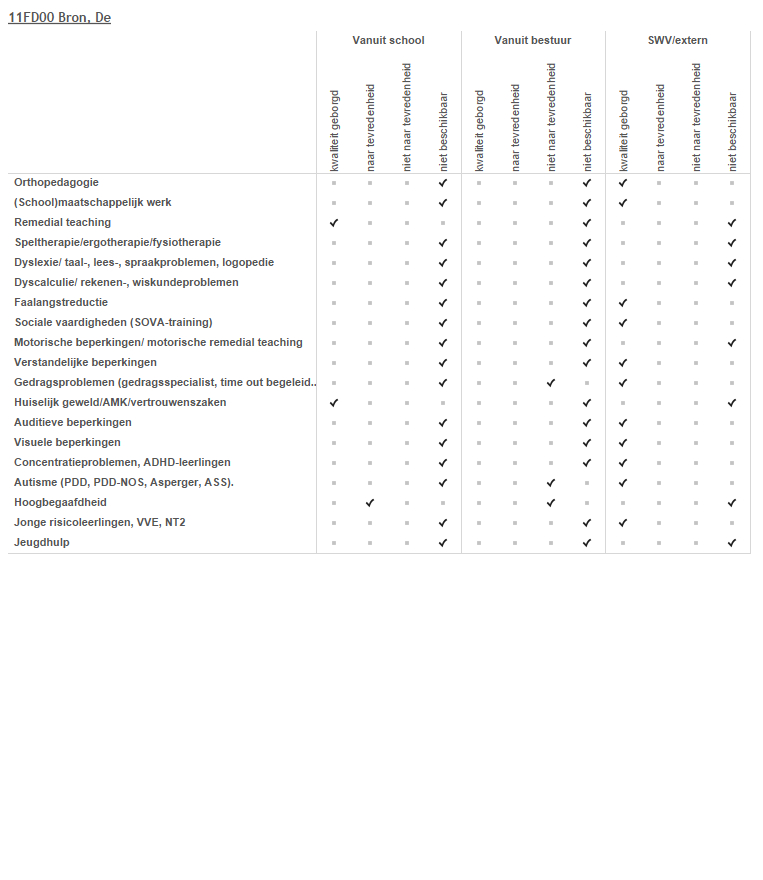 11FD00 Bron, De
Vanuit school Vanuit bestuur SWV/extern
kwaliteit geborgd naar tevredenheid niet naar tevredenheid niet beschikbaar kwaliteit geborgd naar tevredenheid niet naar tevredenheid niet beschikbaar kwaliteit geborgd naar tevredenheid niet naar tevredenheid niet beschikbaar
Orthopedagogie
(School)maatschappelijk werk
Remedial teaching
Speltherapie/ergotherapie/fysiotherapie
Dyslexie/ taal-, lees-, spraakproblemen, logopedie
Dyscalculie/ rekenen-, wiskundeproblemen
Faalangstreductie
Sociale vaardigheden (SOVA-training)
Motorische beperkingen/ motorische remedial teaching
Verstandelijke beperkingen
Gedragsproblemen (gedragsspecialist, time out begeleid..
Huiselijk geweld/AMK/vertrouwenszaken
Auditieve beperkingen
Visuele beperkingen
Concentratieproblemen, ADHD-leerlingen
Autisme (PDD, PDD-NOS, Asperger, ASS).
Hoogbegaafdheid
Jonge risicoleerlingen, VVE, NT2
Jeugdhulp